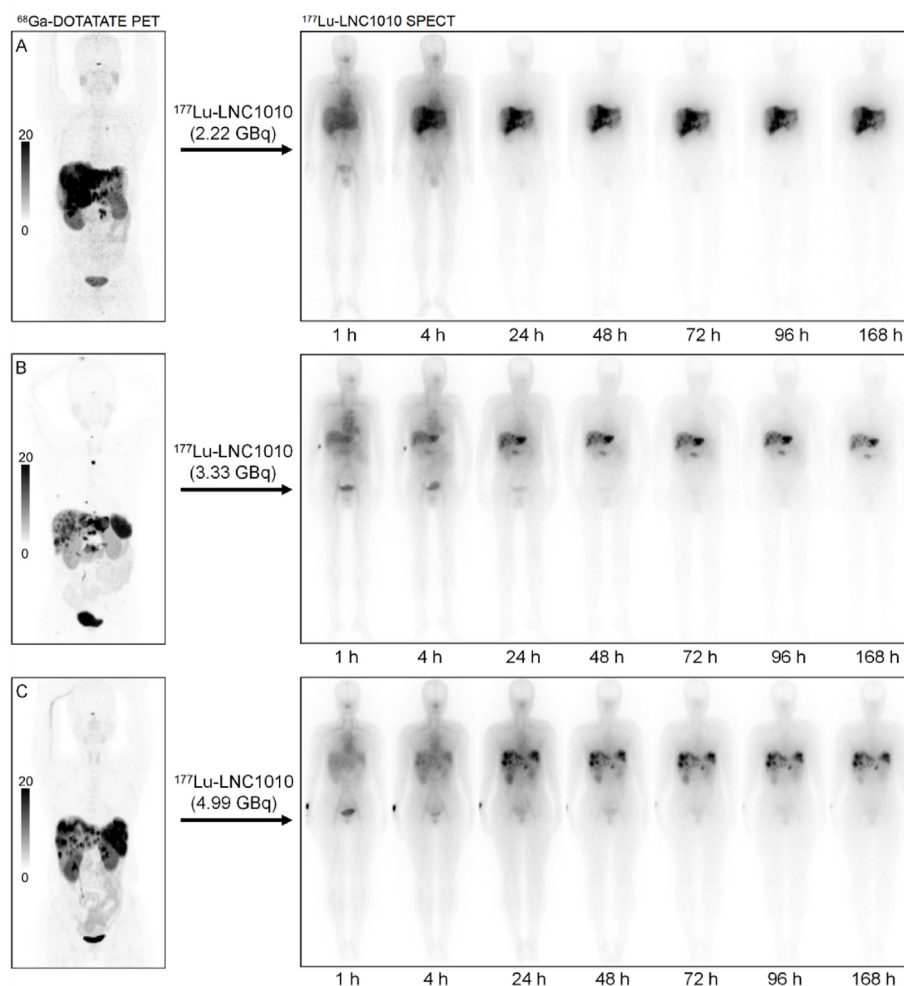 ⁶⁸Ga-DOTATATE PET
¹⁷⁷Lu-LNC1010 SPECT
A
20
0
¹⁷⁷Lu-LNC1010
(2.22 GBq)
1 h 4 h 24 h 48 h 72 h 96 h 168 h
B
20
0
¹⁷⁷Lu-LNC1010
(3.33 GBq)
1 h 4 h 24 h 48 h 72 h 96 h 168 h
C
20
0
¹⁷⁷Lu-LNC1010
(4.99 GBq)
1 h 4 h 24 h 48 h 72 h 96 h 168 h